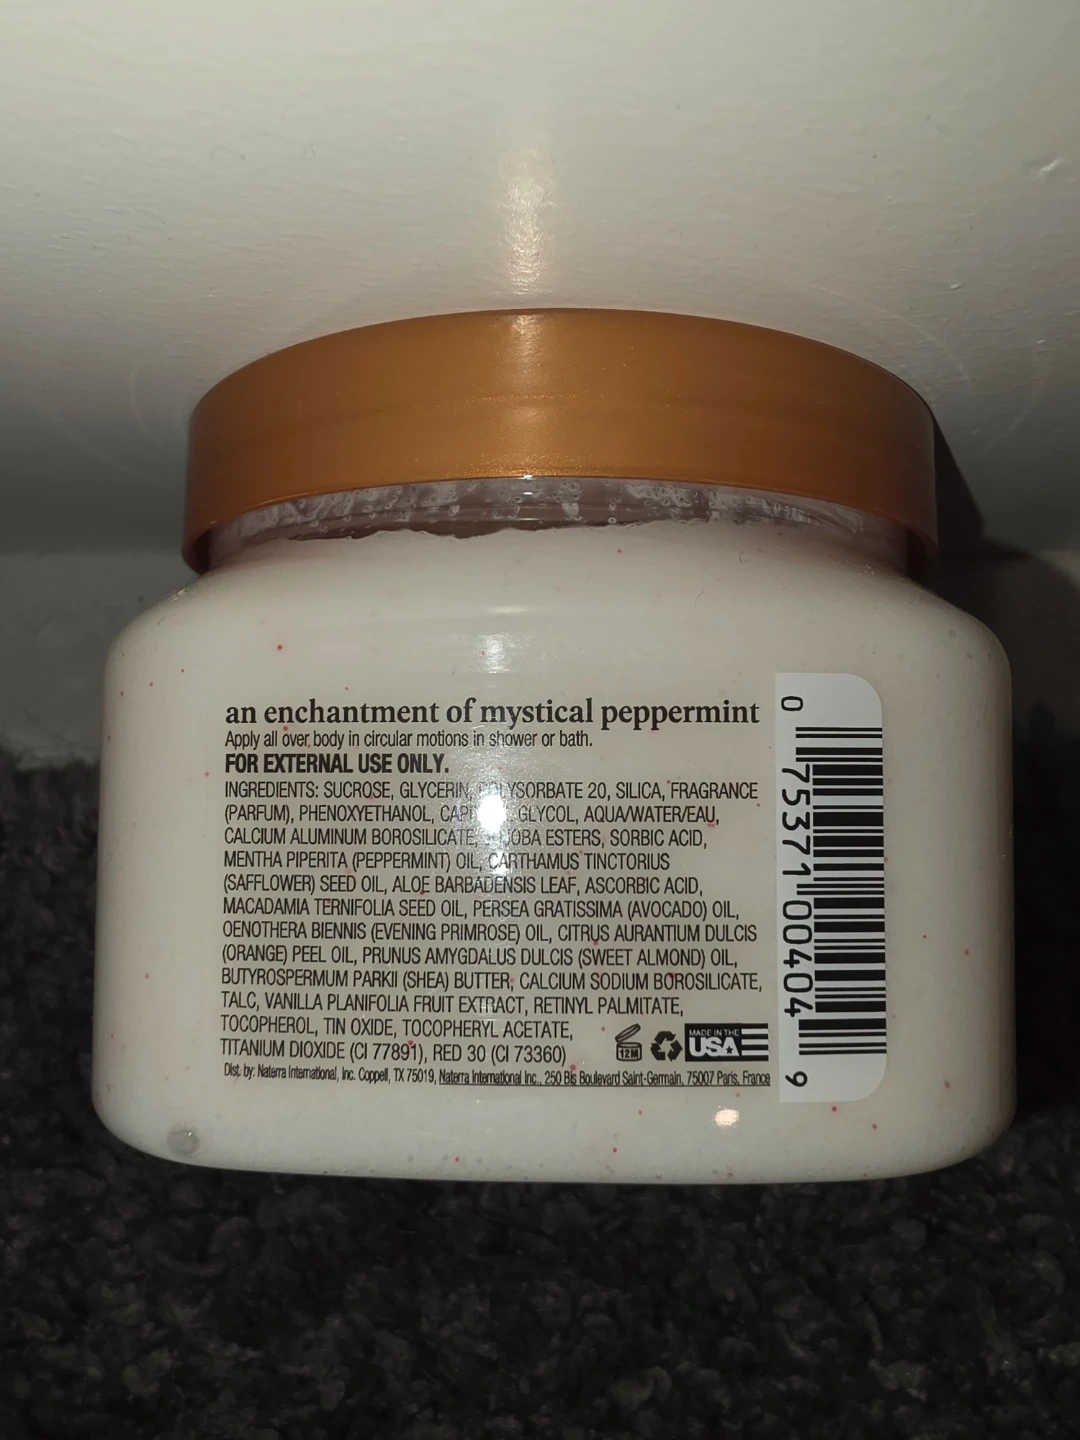 an enchantment of mystical peppermint
Apply all over body in circular motions in shower or bath.
FOR EXTERNAL USE ONLY.
INGREDIENTS: SUCROSE, GLYCERIN, POLYSORBATE 20, SILICA, FRAGRANCE
(PARFUM), PHENOXYETHANOL, GLYCOL, AQUA/WATER/EAU,
CALCIUM ALUMINUM BOROSILICATE, JOJOBA ESTERS, SORBIC ACID,
MENTHA PIPERITA (PEPPERMINT) OIL, CARTHAMUS TINCTORIUS
(SAFFLOWER) SEED OIL, ALOE BARBADENSIS LEAF, ASCORBIC ACID,
MACADAMIA TERNIFOLIA SEED OIL, PERSEA GRATISSIMA (AVOCADO) OIL,
OENOTHERA BIENNIS (EVENING PRIMROSE) OIL, CITRUS AURANTIUM DULCIS
(ORANGE) PEEL OIL, PRUNUS AMYGDALUS DULCIS (SWEET ALMOND) OIL,
BUTYROSPERMUM PARKII (SHEA) BUTTER, CALCIUM SODIUM BOROSILICATE,
TALC, VANILLA PLANIFOLIA FRUIT EXTRACT, RETINYL PALMITATE,
TOCOPHEROL, TIN OXIDE, TOCOPHERYL ACETATE,
TITANIUM DIOXIDE (CI 77891), RED 30 (CI 73360)
12M
MADE IN THE
USA
Dist. by: Naterra International, Inc. Coppell, TX 75019, Naterra International Inc., 250 Bis Boulevard Saint-Germain, 75007 Paris, France
0 75371 00404 9